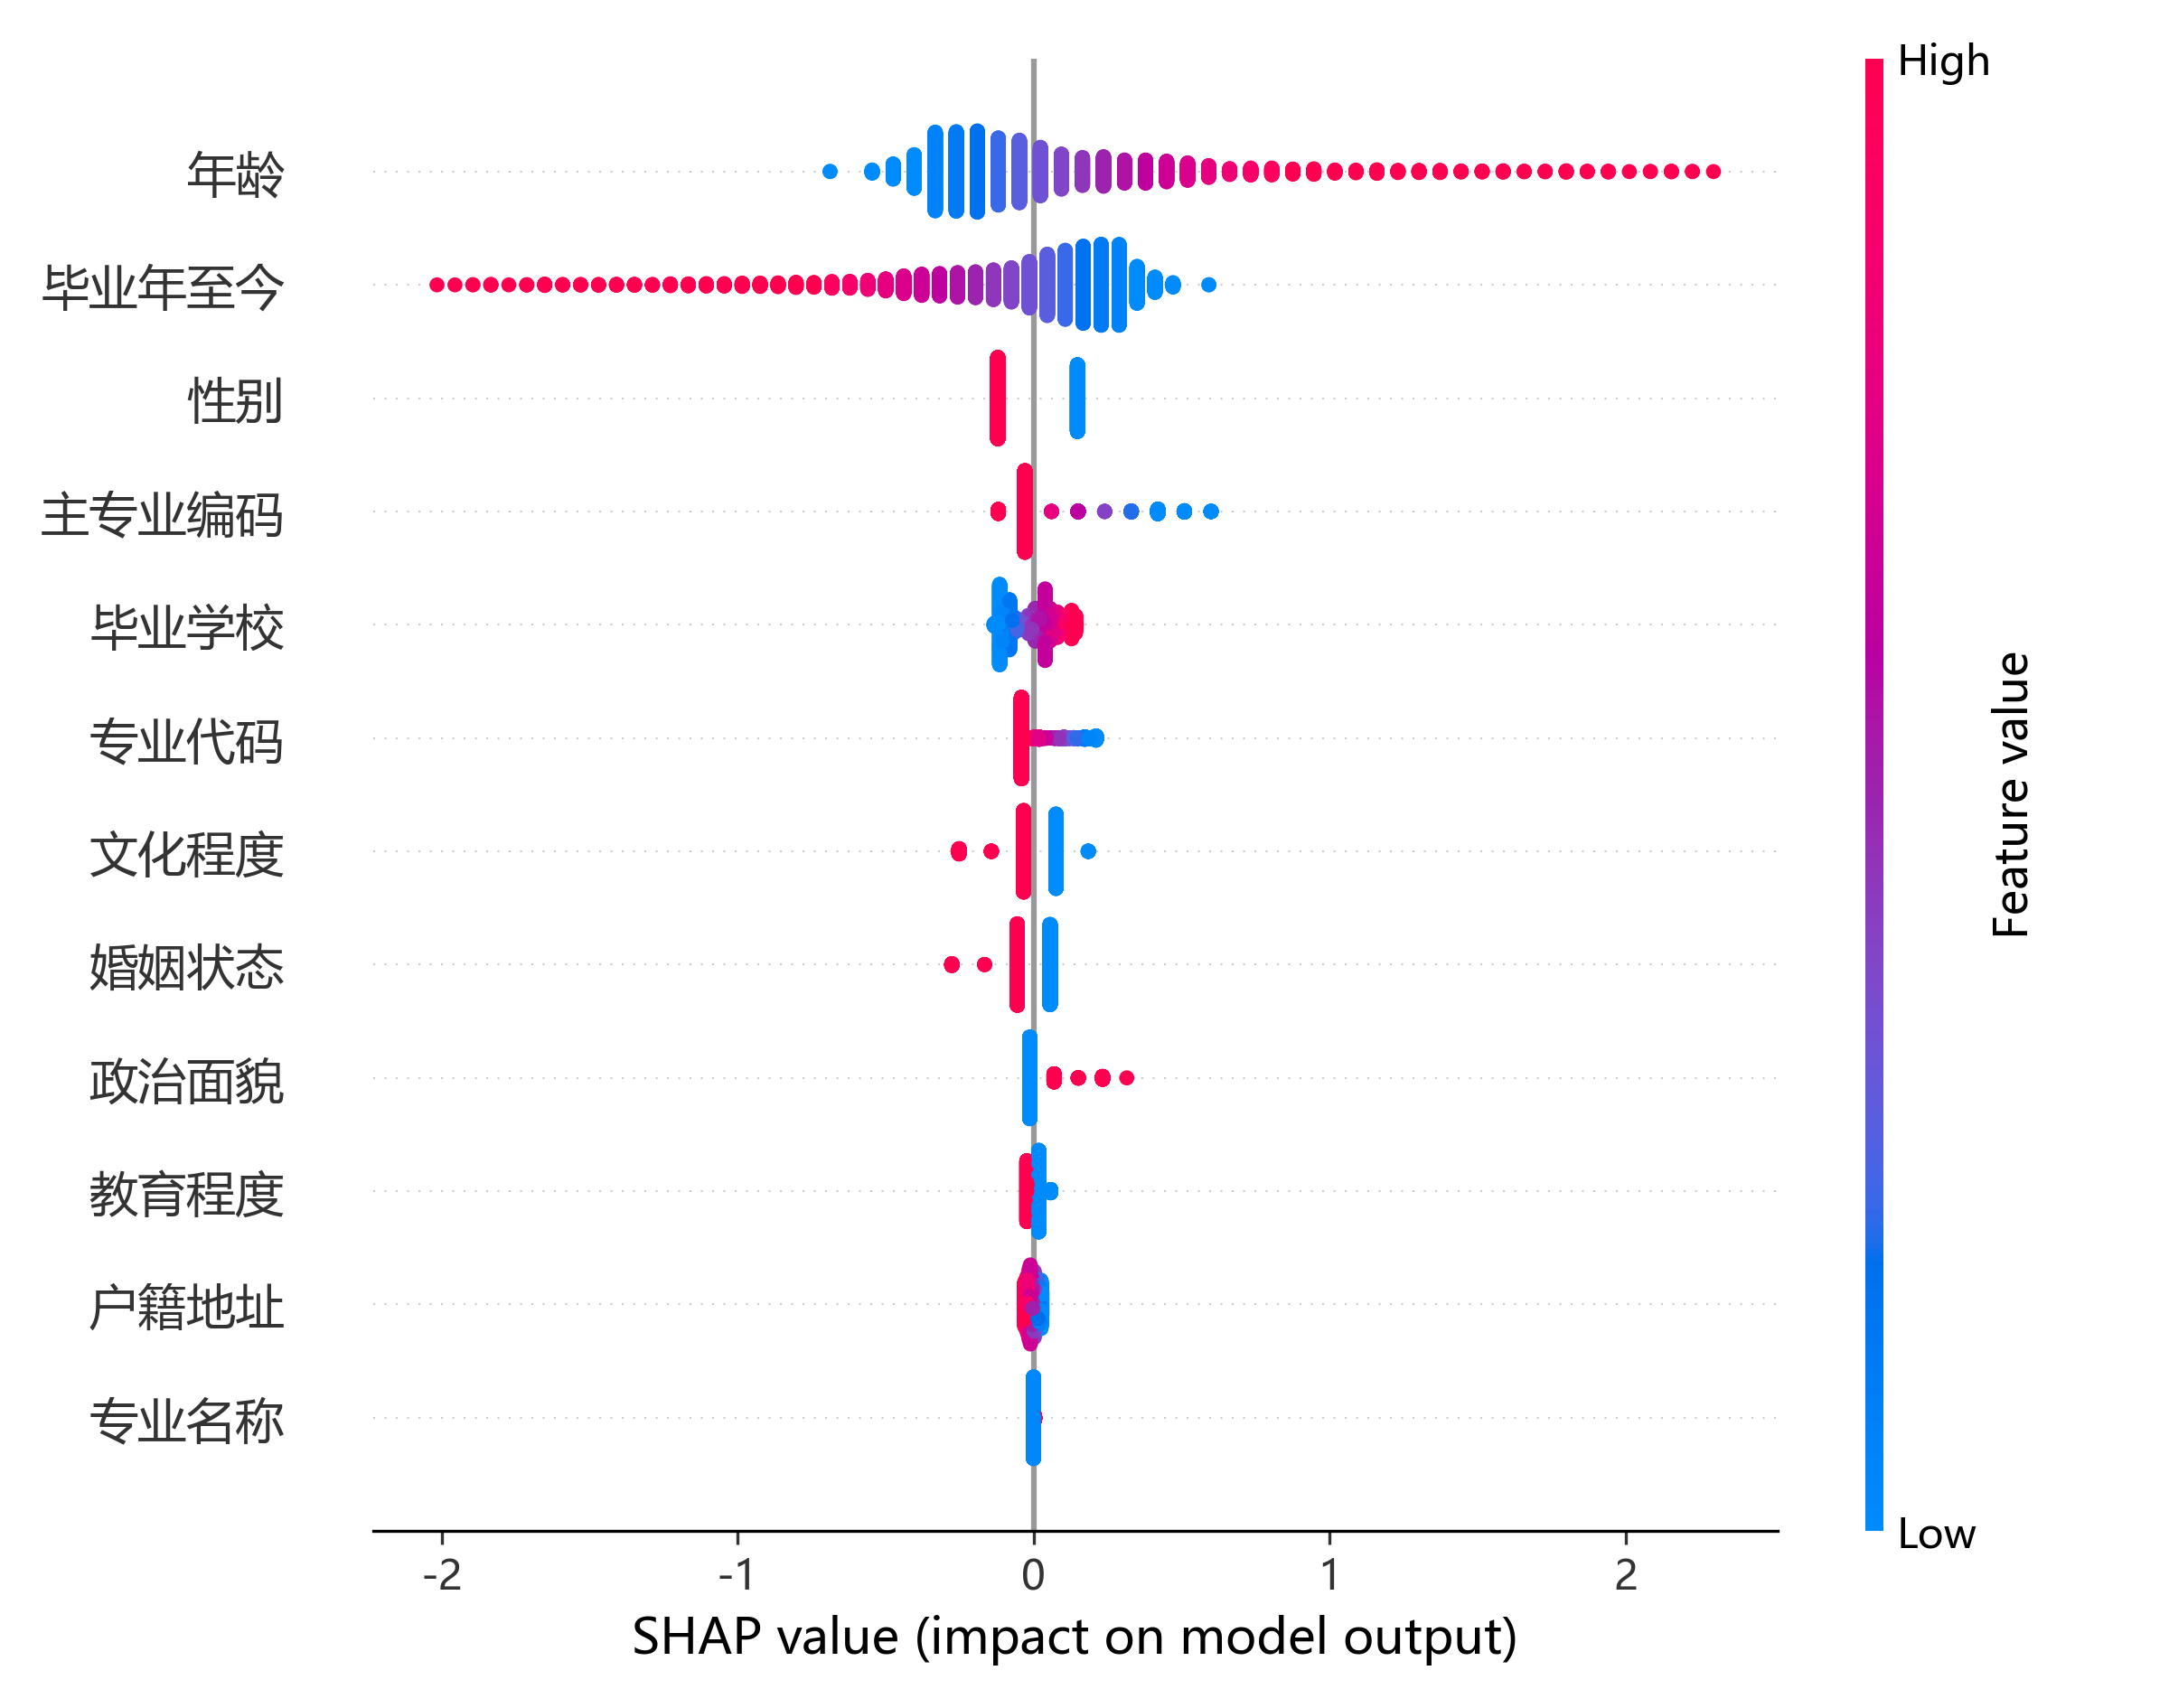 High
年龄
毕业年至今
性别
主专业编码
毕业学校
专业代码
文化程度
婚姻状态
政治面貌
教育程度
户籍地址
专业名称
Feature value
Low
-2 -1 0 1 2
SHAP value (impact on model output)